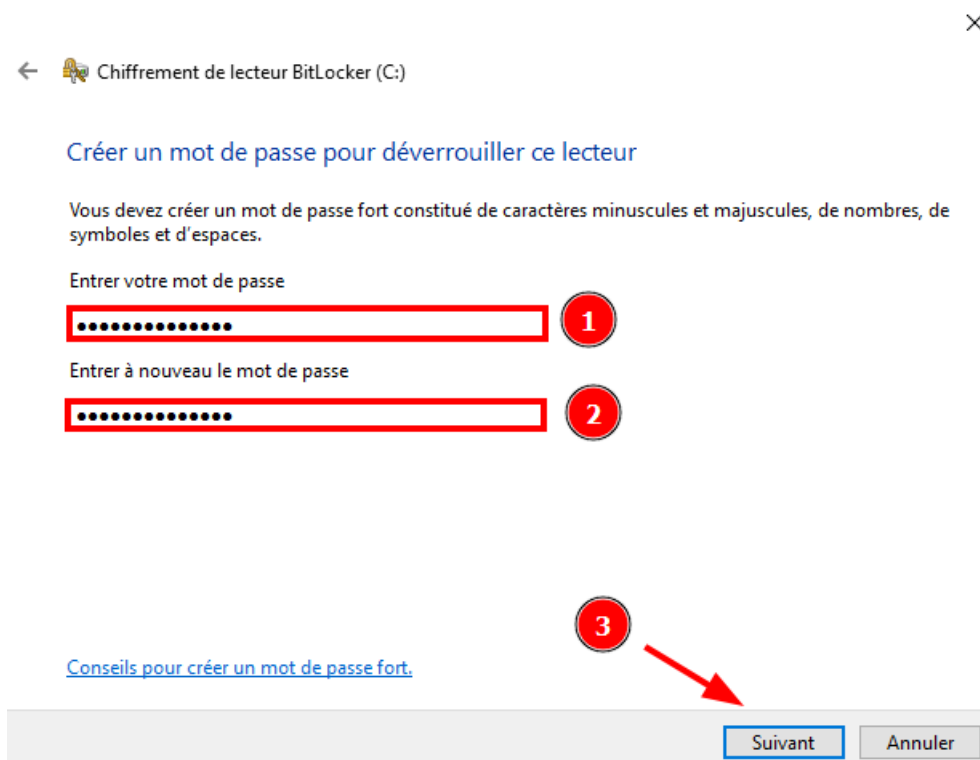 Chiffrement de lecteur BitLocker (C:)
Créer un mot de passe pour déverrouiller ce lecteur
Vous devez créer un mot de passe fort constitué de caractères minuscules et majuscules, de nombres, de
symboles et d'espaces.
Entrer votre mot de passe
●●●●●●●●●●●●●●
1
Entrer à nouveau le mot de passe
●●●●●●●●●●●●●●
2
3
Conseils pour créer un mot de passe fort.
Suivant
Annuler